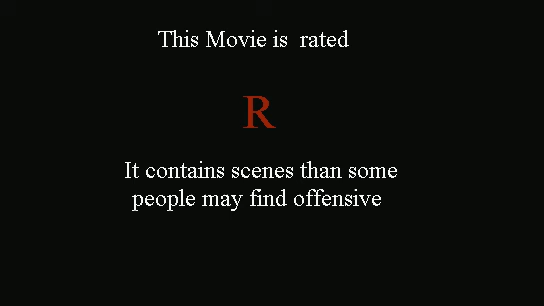 This Movie is  rated
R
It contains scenes than some
people may find offensive